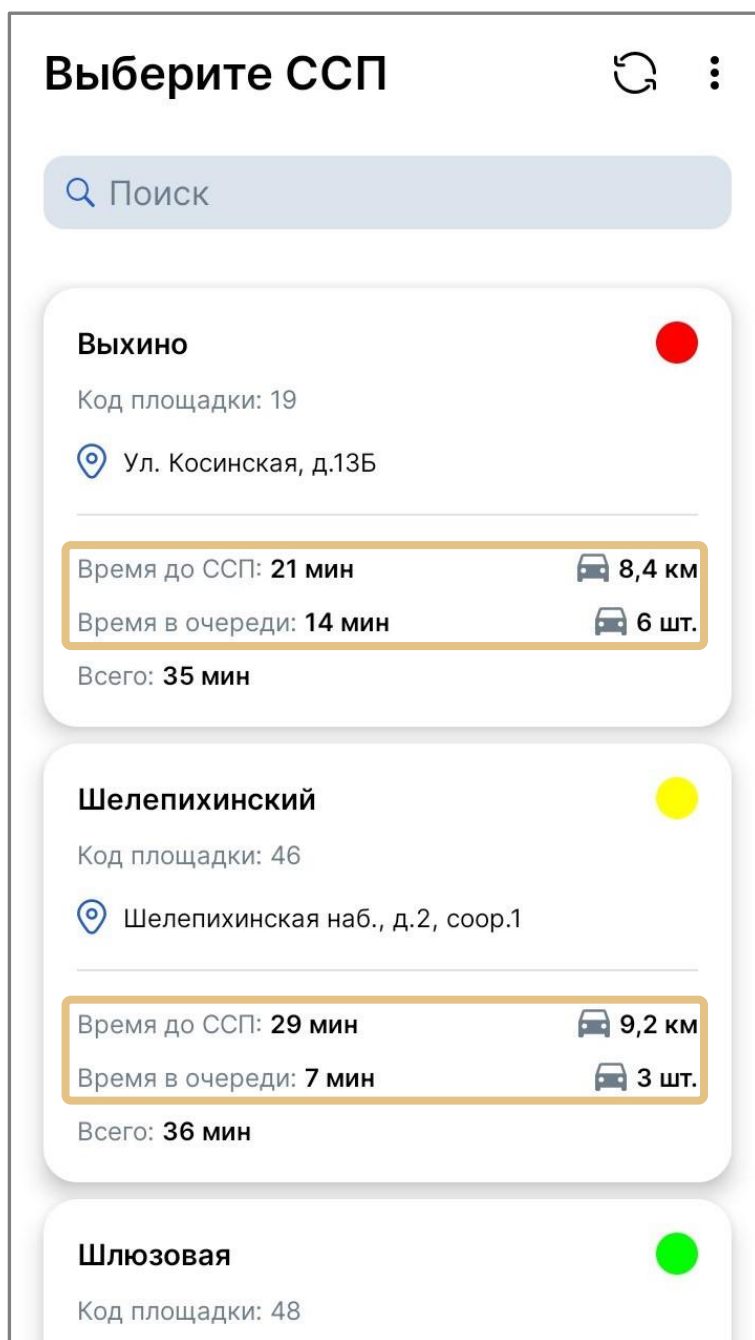 Выберите ССП
Поиск
Выхино
Код площадки: 19
Ул. Косинская, д.13Б
Время до ССП: 21 мин 8,4 км
Время в очереди: 14 мин 6 шт.
Всего: 35 мин
Шелепихинский
Код площадки: 46
Шелепихинская наб., д.2, соор.1
Время до ССП: 29 мин 9,2 км
Время в очереди: 7 мин 3 шт.
Всего: 36 мин
Шлюзовая
Код площадки: 48